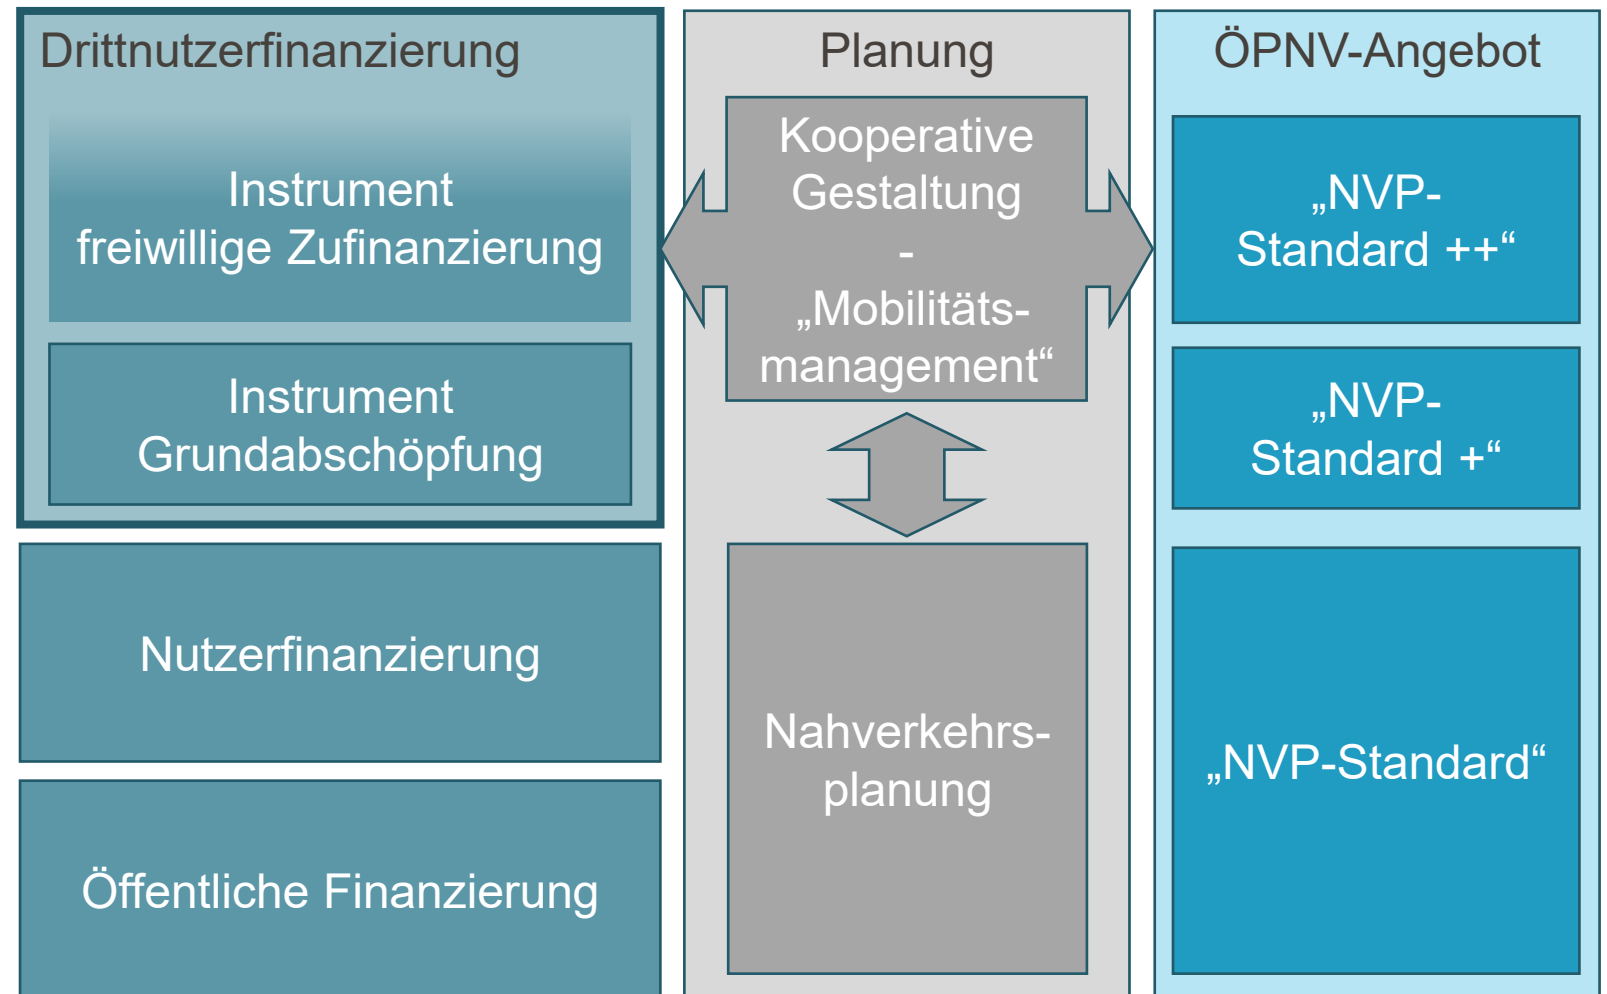 Drittnutzerfinanzierung
Instrument
freiwillige Zufinanzierung
Instrument
Grundabschöpfung
Nutzerfinanzierung
Öffentliche Finanzierung
Planung
Kooperative
Gestaltung
-
„Mobilitäts-
management“
Nahverkehrs-
planung
ÖPNV-Angebot
„NVP-
Standard ++“
„NVP-
Standard +“
„NVP-Standard“